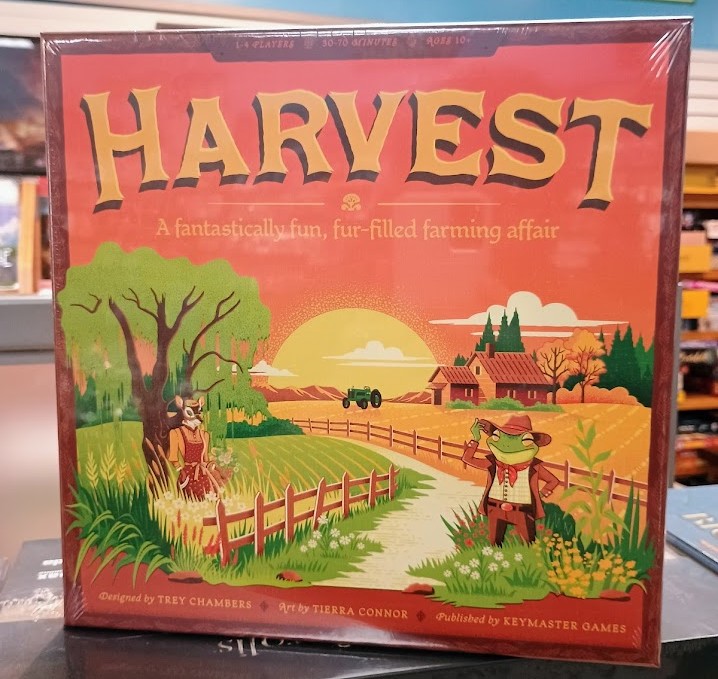 1-4 PLAYERS 30-70 MINUTES AGES 10+
HARVEST
A fantastically fun, fur-filled farming affair
Designed by TREY CHAMBERS Art by TIERRA CONNOR Published by KEYMASTER GAMES